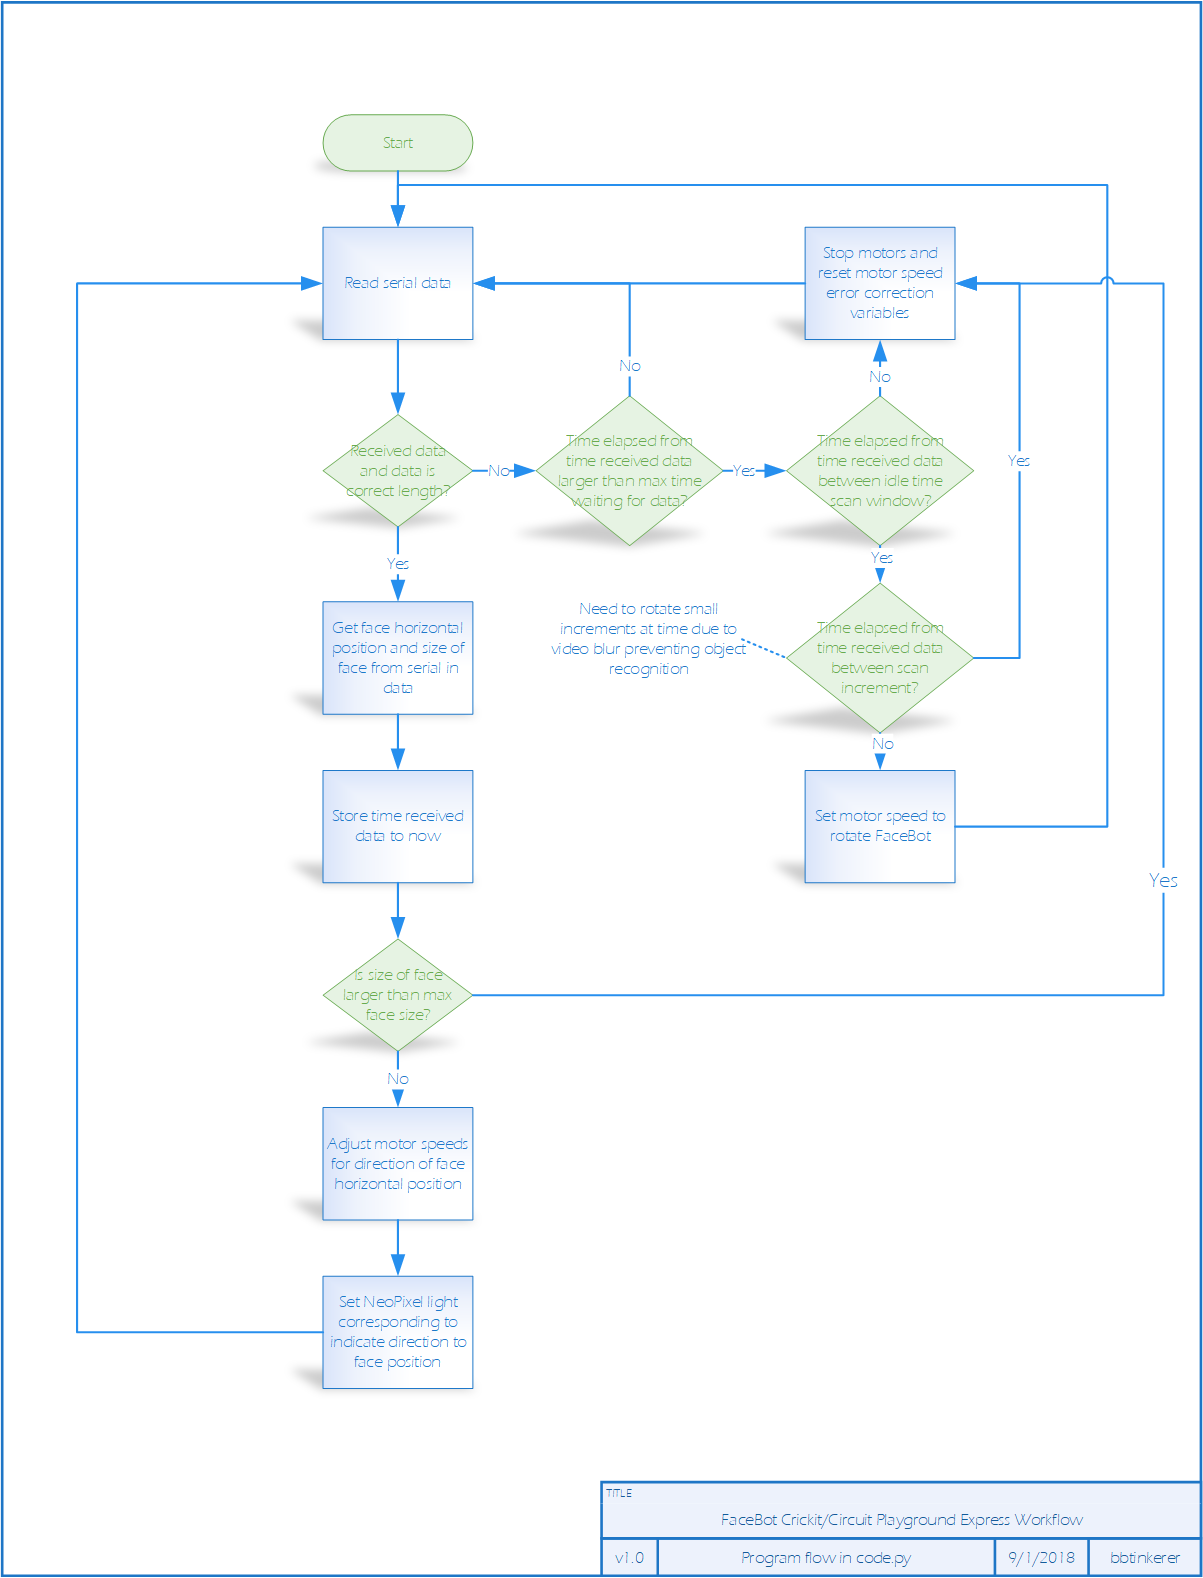 Start
Read serial data
Stop motors and
reset motor speed
error correction
variables
No
No
Received data
and data is
correct length?
No
Time elapsed from
time received data
larger than max time
waiting for data?
Yes
Time elapsed from
time received data
between idle time
scan window?
Yes
Yes
Yes
Get face horizontal
position and size of
face from serial in
data
Need to rotate small
increments at time due to
video blur preventing object
recognition
Time elapsed from
time received data
between scan
increment?
No
Store time received
data to now
Set motor speed to
rotate FaceBot
Yes
Is size of face
larger than max
face size?
No
Adjust motor speeds
for direction of face
horizontal position
Set NeoPixel light
corresponding to
indicate direction to
face position
TITLE
FaceBot Crickit/Circuit Playground Express Workflow
v1.0
Program flow in code.py
9/1/2018
bbtinkerer